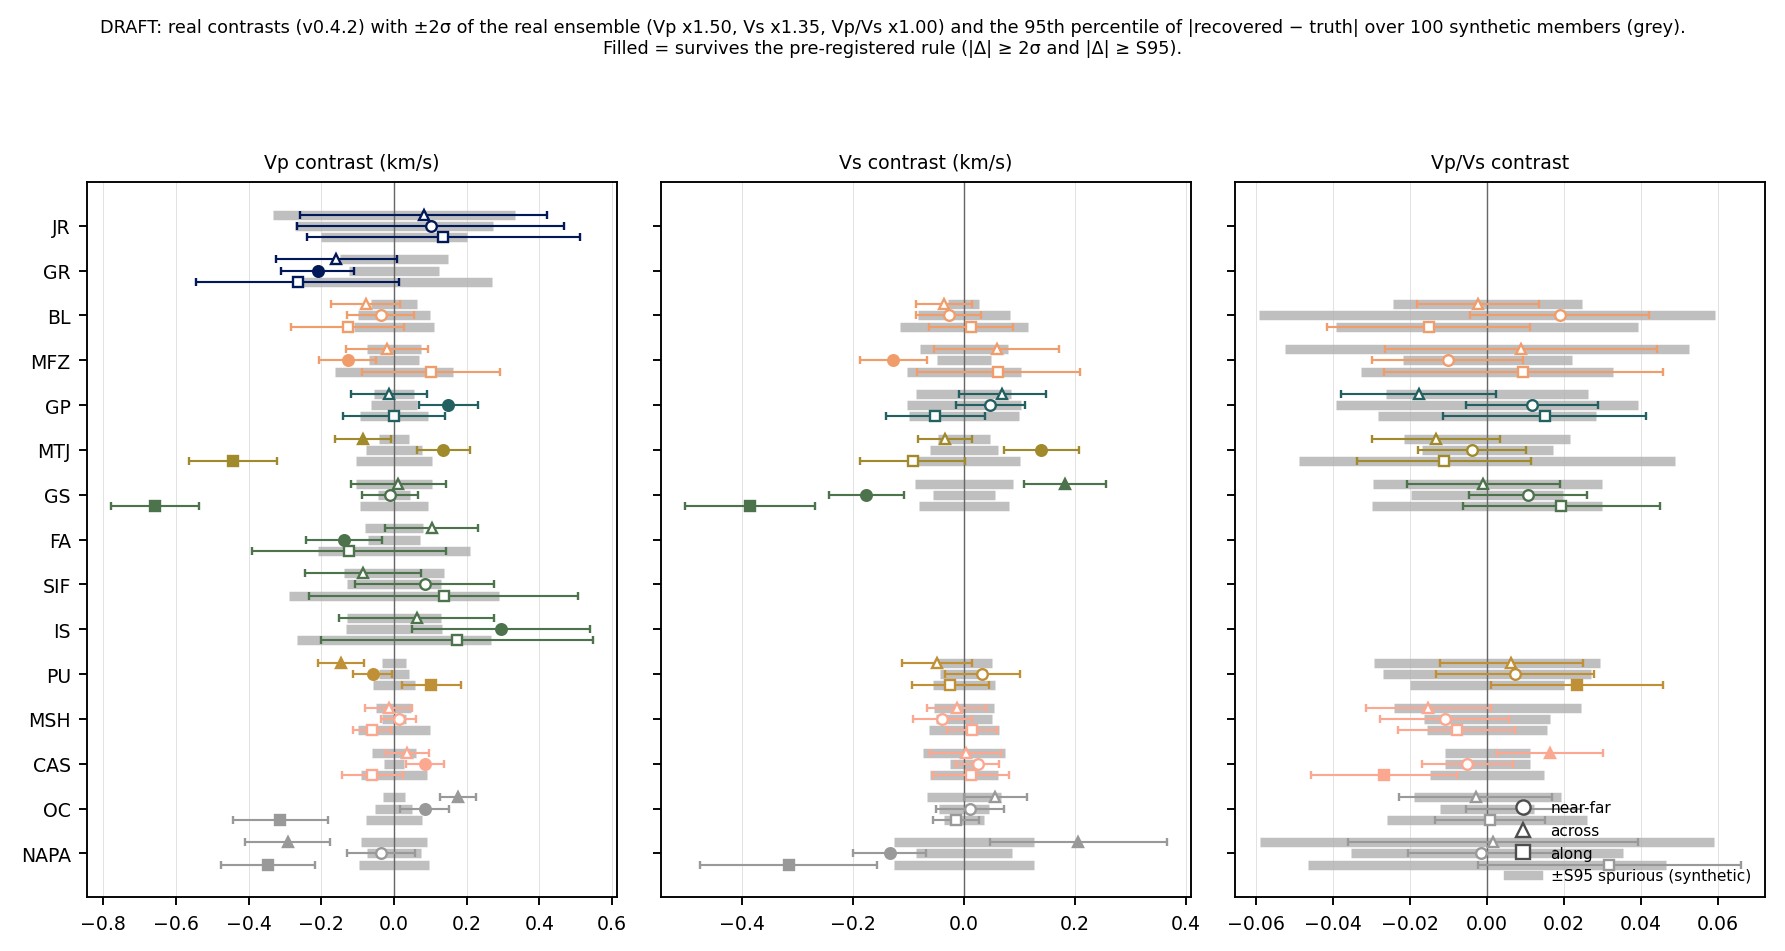 DRAFT: real contrasts (v0.4.2) with ±2σ of the real ensemble (Vp x1.50, Vs x1.35, Vp/Vs x1.00) and the 95th percentile of |recovered − truth| over 100 synthetic members (grey).
Filled = survives the pre-registered rule (|Δ| ≥ 2σ and |Δ| ≥ S95).
Vp contrast (km/s)
Vs contrast (km/s)
Vp/Vs contrast
JR
GR
BL
MFZ
GP
MTJ
GS
FA
SIF
IS
PU
MSH
CAS
OC
NAPA
near-far
across
along
±S95 spurious (synthetic)
−0.8 −0.6 −0.4 −0.2 0.0 0.2 0.4 0.6
−0.4 −0.2 0.0 0.2 0.4
−0.06 −0.04 −0.02 0.00 0.02 0.04 0.06